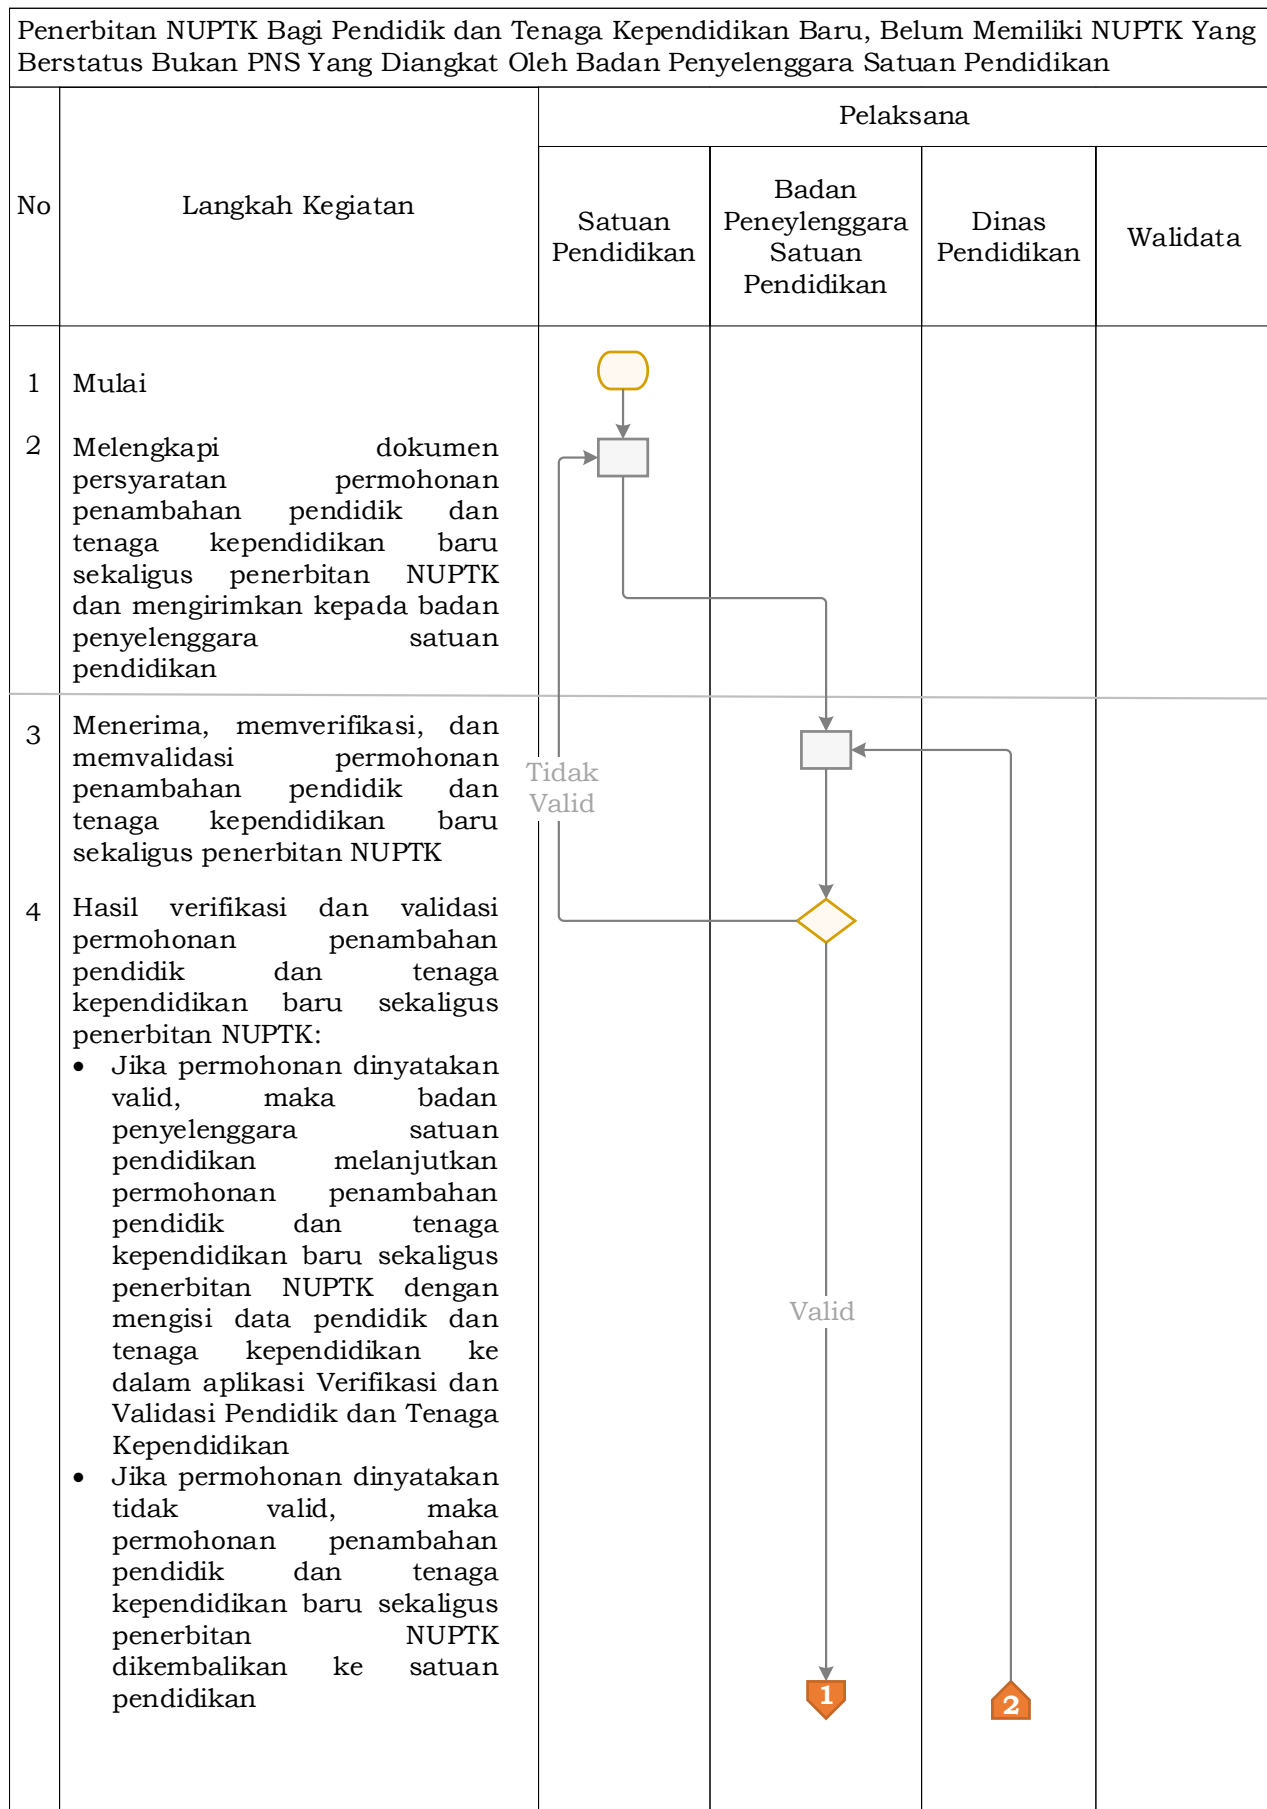 Penerbitan NUPTK Bagi Pendidik dan Tenaga Kependidikan Baru, Belum Memiliki NUPTK Yang
Berstatus Bukan PNS Yang Diangkat Oleh Badan Penyelenggara Satuan Pendidikan
No
Langkah Kegiatan
Pelaksana
Satuan
Pendidikan
Badan
Peneylenggara
Satuan
Pendidikan
Dinas
Pendidikan
Walidata
1
Mulai
2
Melengkapi dokumen
persyaratan permohonan
penambahan pendidik dan
tenaga kependidikan baru
sekaligus penerbitan NUPTK
dan mengirimkan kepada badan
penyelenggara satuan
pendidikan
3
Menerima, memverifikasi, dan
memvalidasi permohonan
penambahan pendidik dan
tenaga kependidikan baru
sekaligus penerbitan NUPTK
Tidak
Valid
4
Hasil verifikasi dan validasi
permohonan penambahan
pendidik dan tenaga
kependidikan baru sekaligus
penerbitan NUPTK:
• Jika permohonan dinyatakan
valid, maka badan
penyelenggara satuan
pendidikan melanjutkan
permohonan penambahan
pendidik dan tenaga
kependidikan baru sekaligus
penerbitan NUPTK dengan
mengisi data pendidik dan
tenaga kependidikan ke
dalam aplikasi Verifikasi dan
Validasi Pendidik dan Tenaga
Kependidikan
• Jika permohonan dinyatakan
tidak valid, maka
permohonan penambahan
pendidik dan tenaga
kependidikan baru sekaligus
penerbitan NUPTK
dikembalikan ke satuan
pendidikan
Valid
1
2